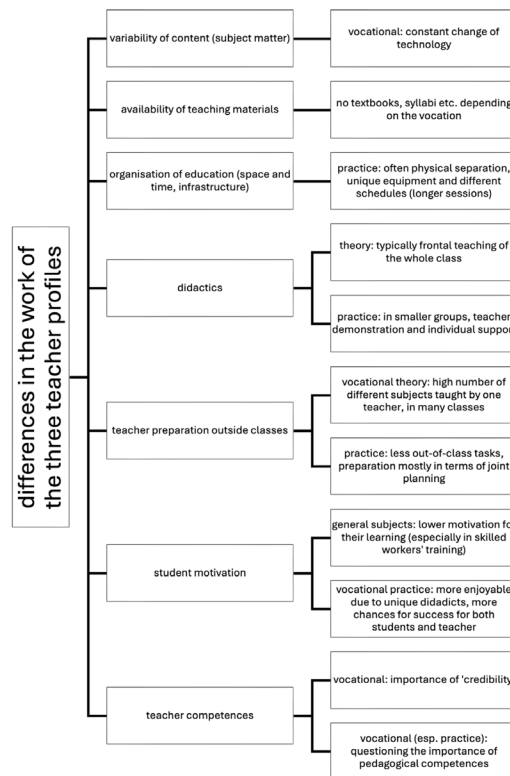 differences in the work of
the three teacher profiles
variability of content (subject matter)
vocational: constant change of
technology
availability of teaching materials
no textbooks, syllabi etc. depending
on the vocation
organisation of education (space and
time, infrastructure)
practice: often physical separation,
unique equipment and different
schedules (longer sessions)
didactics
theory: typically frontal teaching of
the whole class
practice: in smaller groups, teacher
demonstration and individual suppor
teacher preparation outside classes
vocational theory: high number of
different subjects taught by one
teacher, in many classes
practice: less out-of-class tasks,
preparation mostly in terms of joint
planning
student motivation
general subjects: lower motivation fo
their learning (especially in skilled
workers' training)
vocational practice: more enjoyable
due to unique didadicts, more
chances for success for both
students and teacher
teacher competences
vocational: importance of 'credibility
vocational (esp. practice):
questioning the importance of
pedagogical competences